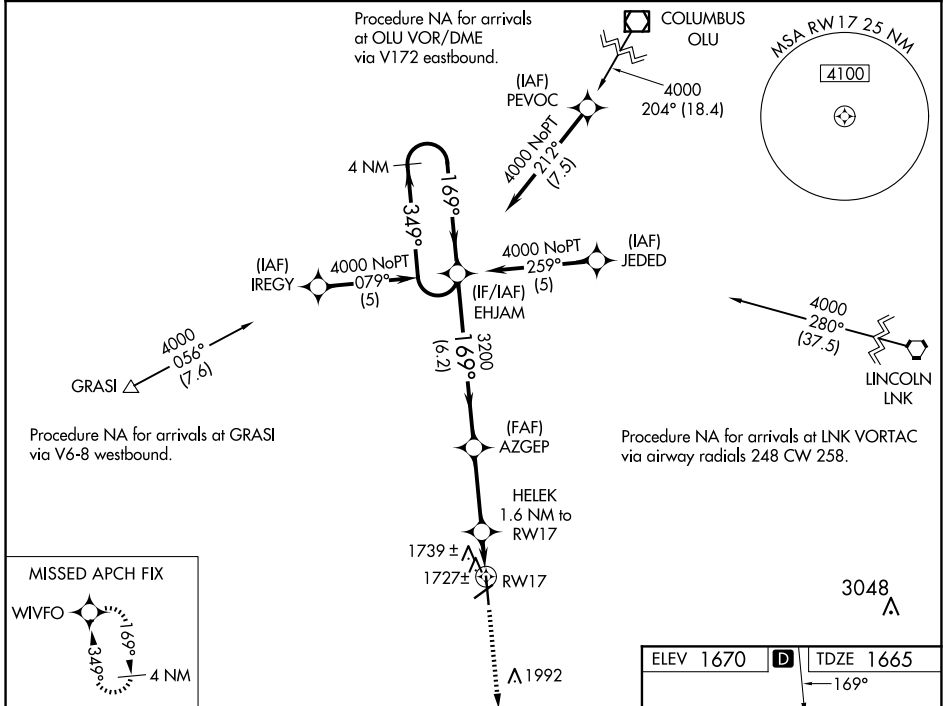 Procedure NA for arrivals
at OLU VOR/DME
via V172 eastbound.
COLUMBUS
OLU
MSA RW 17 25 NM
4100
(IAF)
PEVOC
4000
204° (18.4)
4000 NoPT
212°
(7.5)
4 NM
169°
349°
(IAF)
IREGY
4000 NoPT
079°
(5)
4000 NoPT
259°
(5)
(IAF)
JEDED
(IF/IAF)
EHJAM
4000
056°
(7.6)
GRASI
3200
169°
(6.2)
4000
280°
(37.5)
LINCOLN
LNK
Procedure NA for arrivals at GRASI
via V6-8 westbound.
(FAF)
AZGEP
Procedure NA for arrivals at LNK VORTAC
via airway radials 248 CW 258.
HELEK
1.6 NM to
RW17
1739 ±
1727±
RW17
MISSED APCH FIX
WIVFO
169°
349°
4 NM
3048
1992
ELEV 1670
D
TDZE 1665
169°